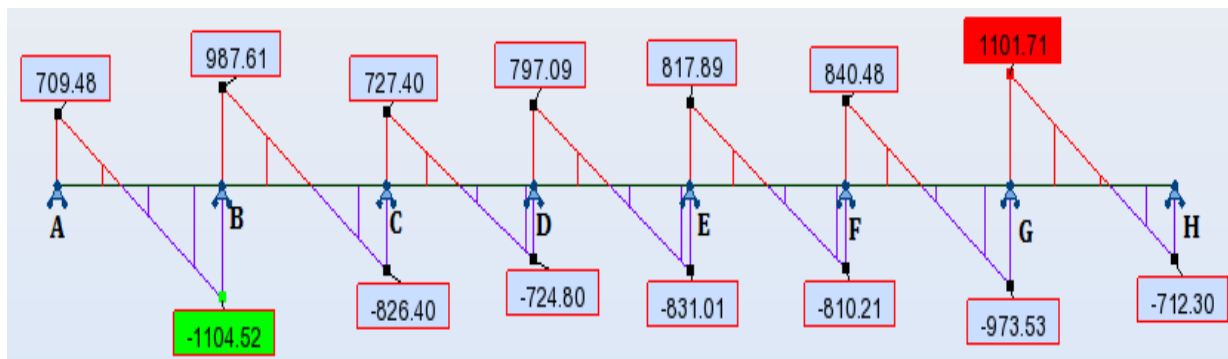 1101.71
987.61
709.48 727.40 797.09 817.89 840.48
A B C D E F G H
-826.40 -724.80 -831.01 -810.21 -973.53 -712.30
-1104.52